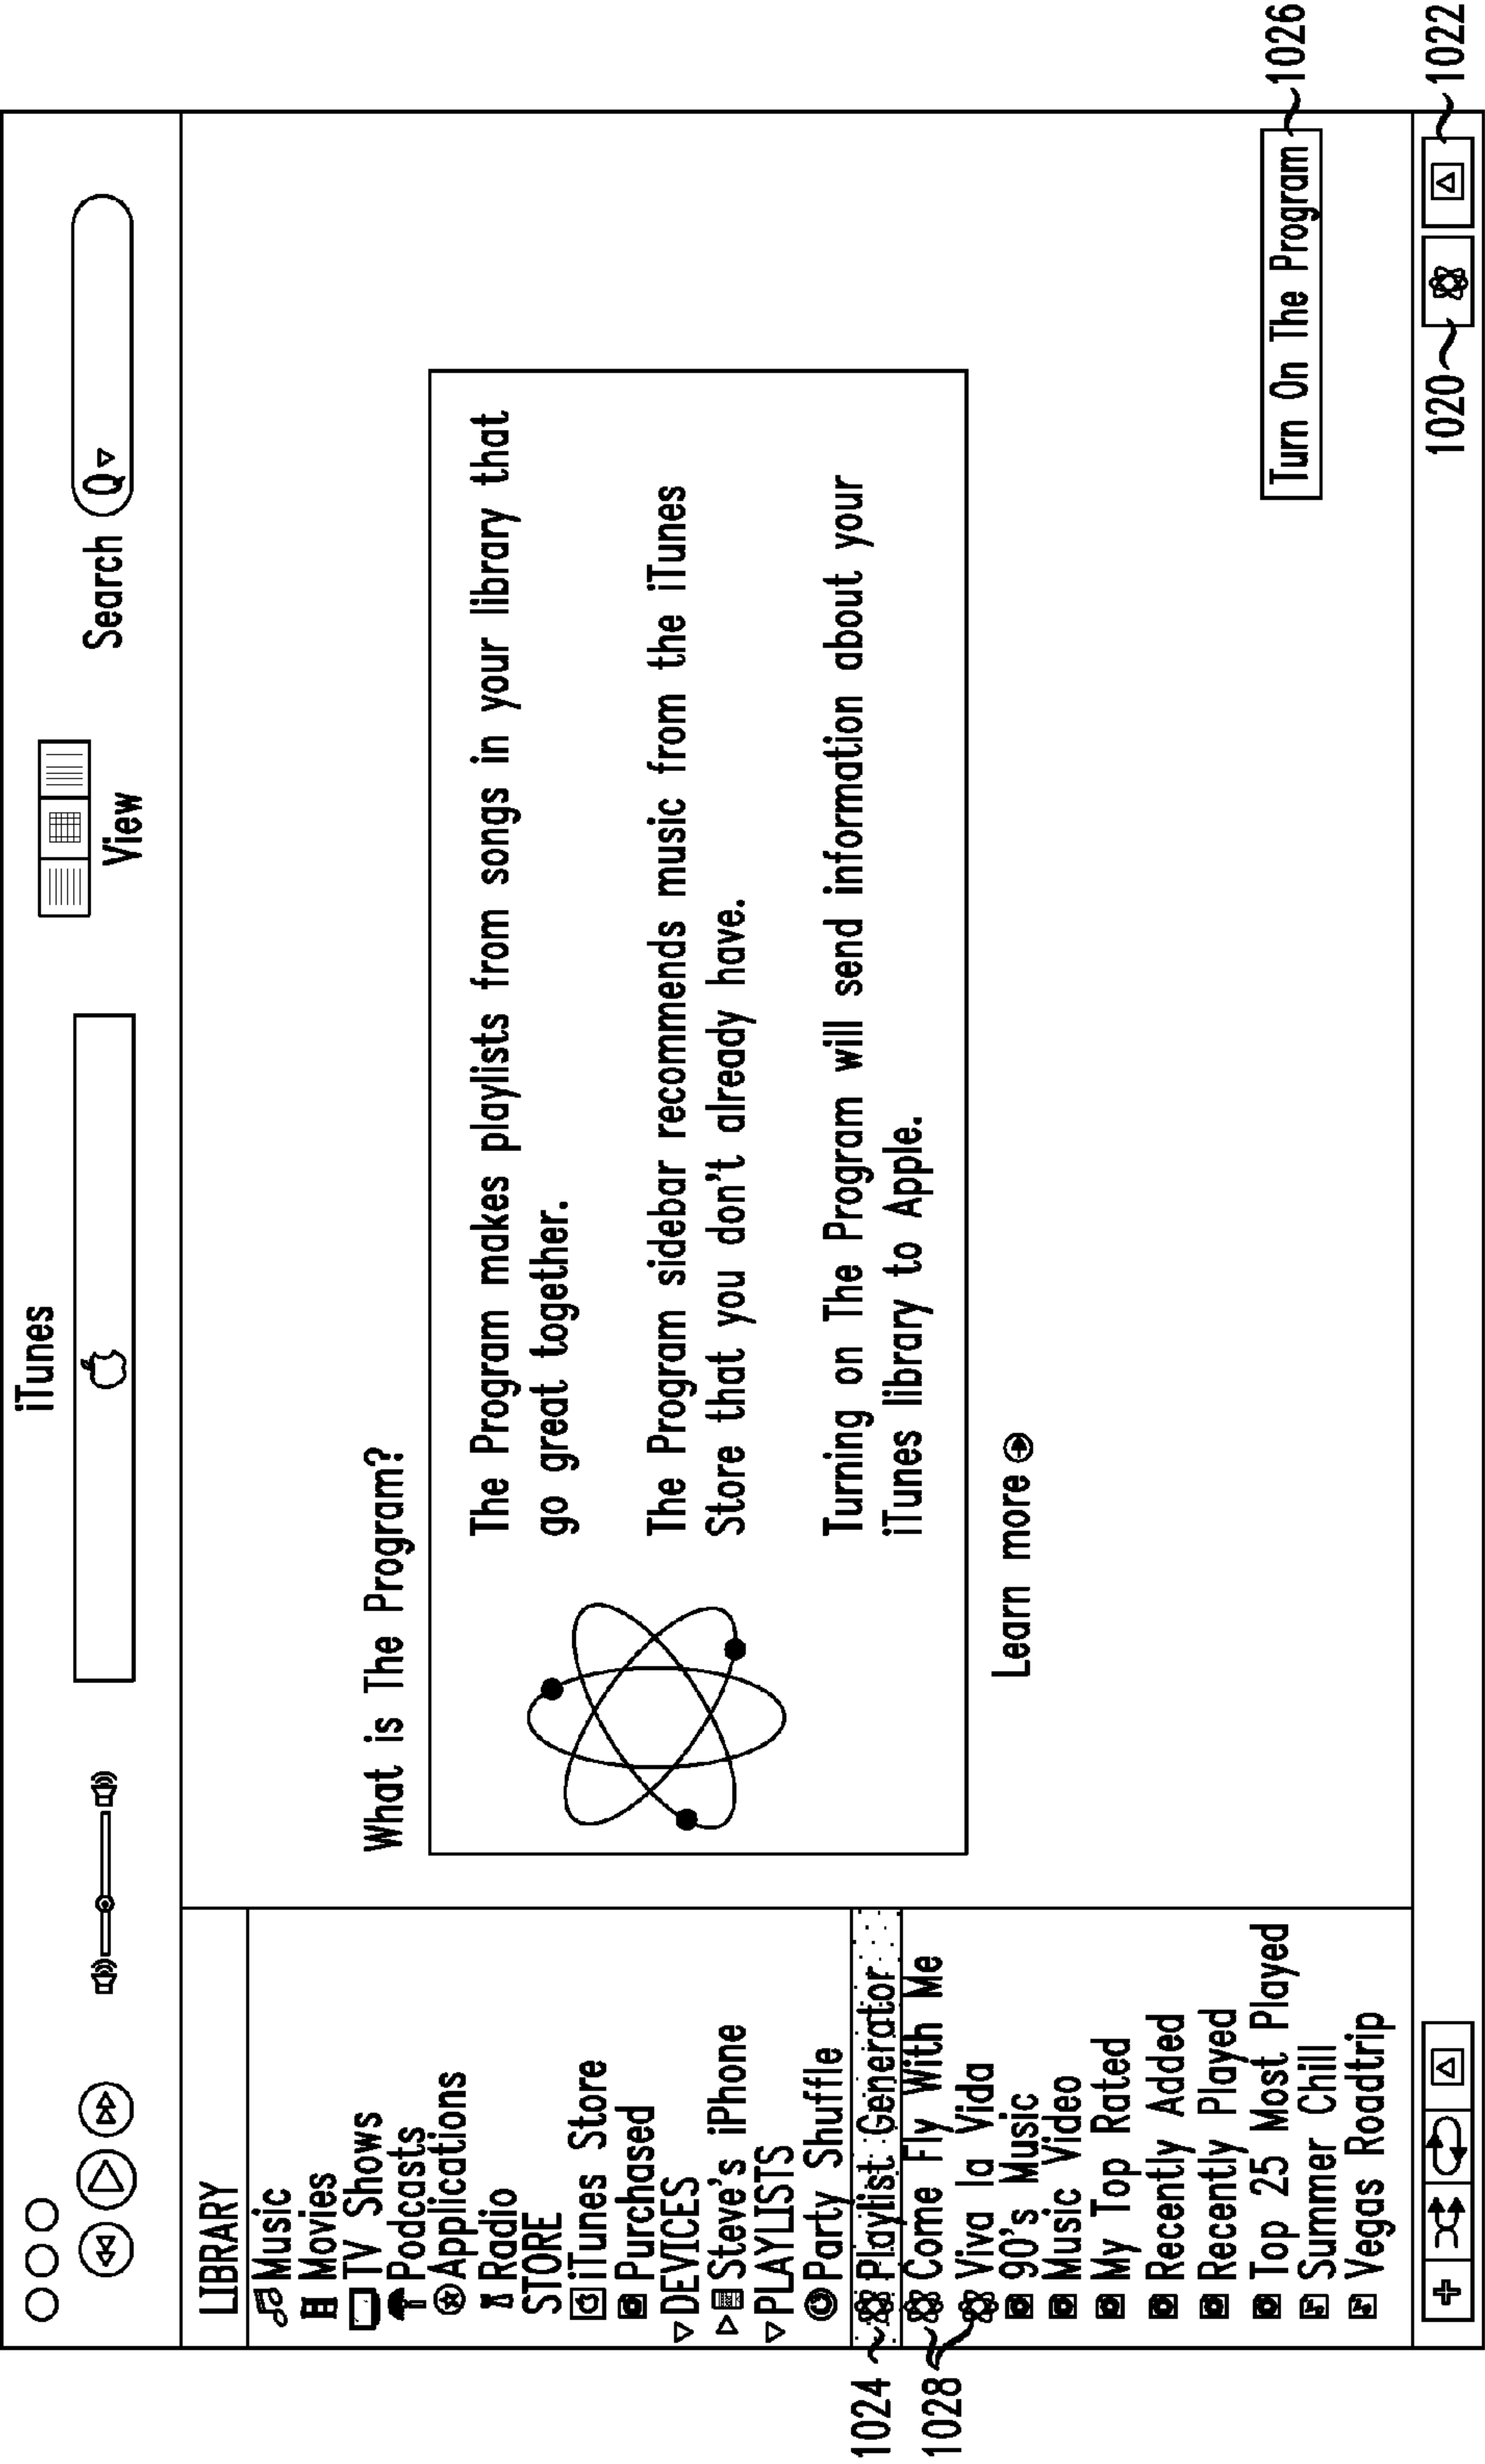 iTunes
View
Search
LIBRARY
Music
Movies
TV Shows
Podcasts
Applications
Radio
STORE
iTunes Store
Purchased
DEVICES
Steve's iPhone
PLAYLISTS
Party Shuffle
Playlist Generator
Come Fly With Me
Viva la Vida
90's Music
Music Video
My Top Rated
Recently Added
Recently Played
Top 25 Most Played
Summer Chill
Vegas Roadtrip
1024
1028
What is The Program?
The Program makes playlists from songs in your library that
go great together.
The Program sidebar recommends music from the iTunes
Store that you don't already have.
Turning on The Program will send information about your
iTunes library to Apple.
Learn more
Turn On The Program
1026
1020
1022